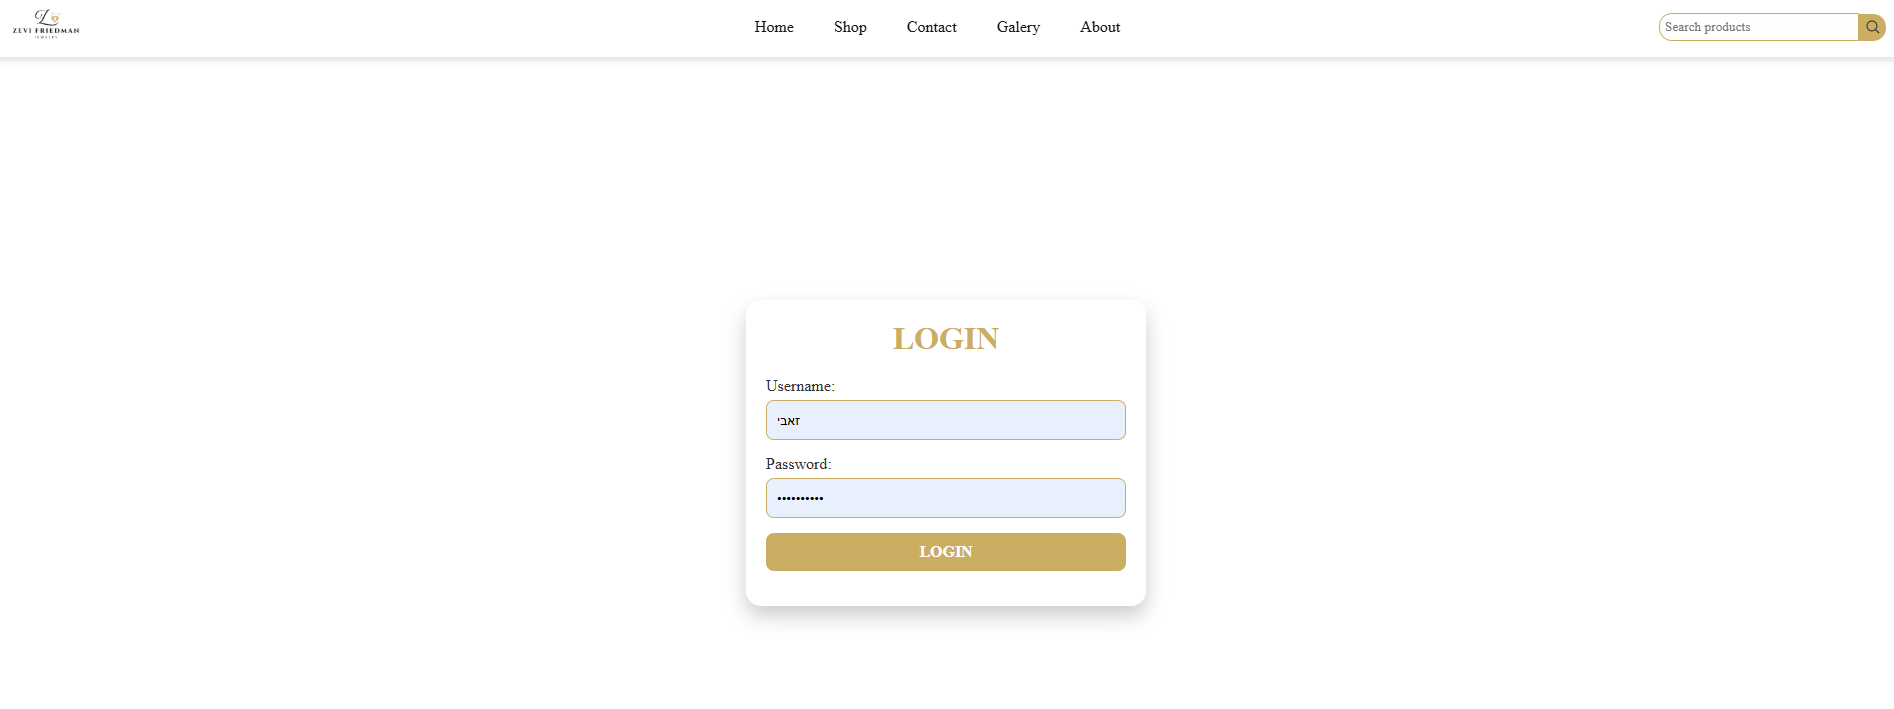 ZEVI FRIEDMAN
JEWELRY
Home Shop Contact Galery About
Search products
LOGIN
Username:
זאבי
Password:
••••••••••
LOGIN